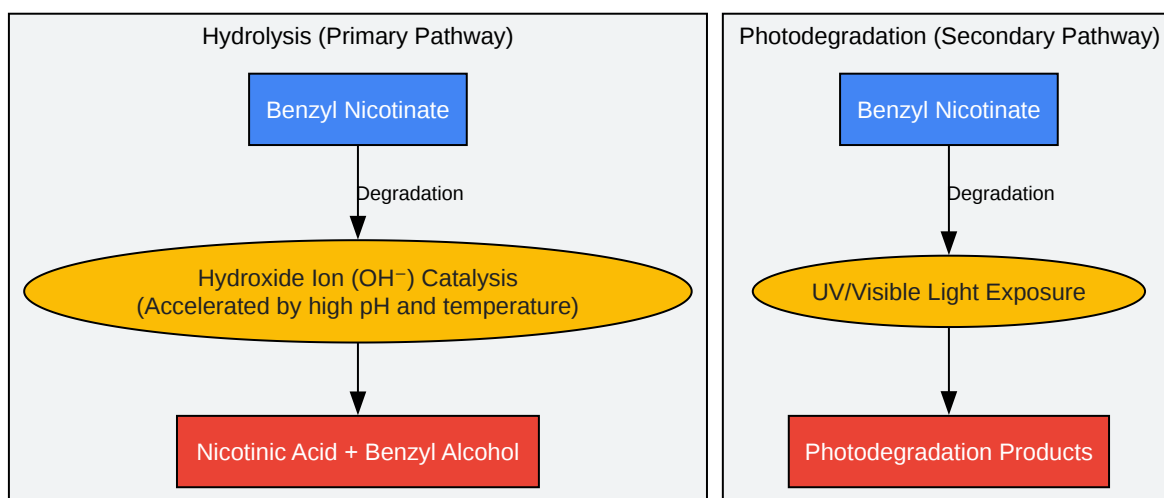 Hydrolysis (Primary Pathway)
Benzyl Nicotinate
Degradation
Hydroxide Ion (OH⁻) Catalysis
(Accelerated by high pH and temperature)
Nicotinic Acid + Benzyl Alcohol
Photodegradation (Secondary Pathway)
Benzyl Nicotinate
Degradation
UV/Visible Light Exposure
Photodegradation Products